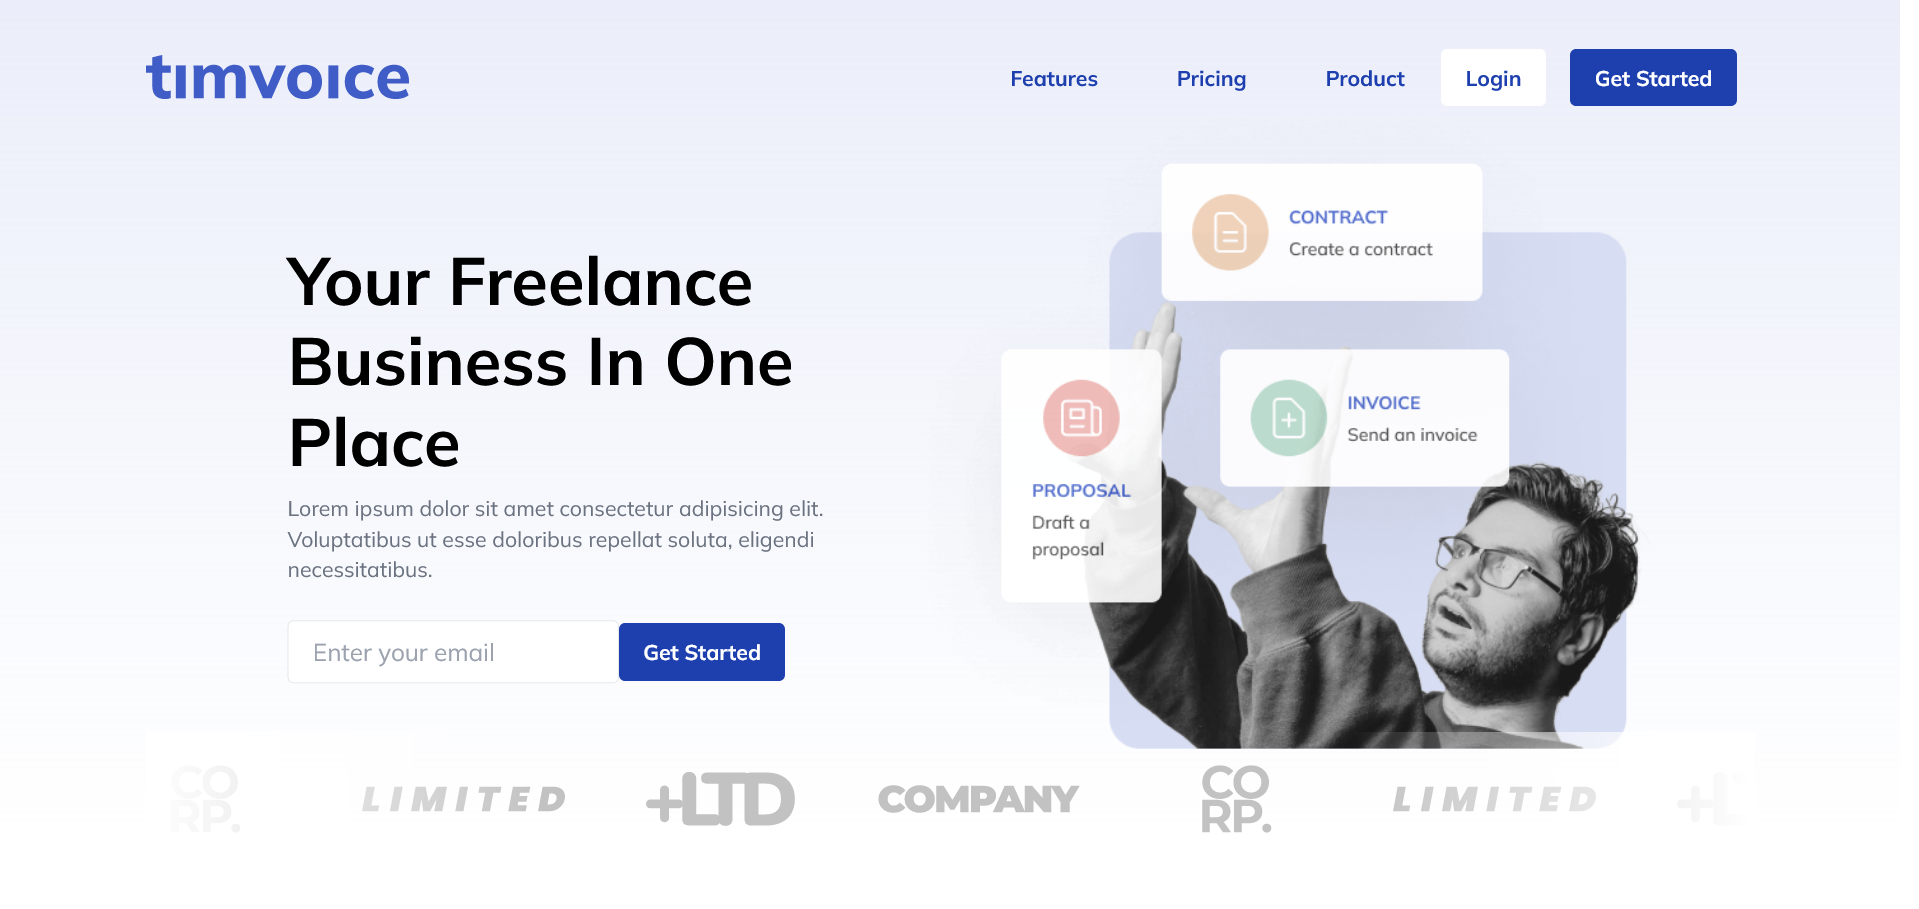 tımvoıce
Features
Pricing
Product
Login
Get Started
CONTRACT
Create a contract
Your Freelance
Business In One
Place
INVOICE
Send an invoice
PROPOSAL
Draft a
proposal
Lorem ipsum dolor sit amet consectetur adipisicing elit.
Voluptatibus ut esse doloribus repellat soluta, eligendi
necessitatibus.
Enter your email
Get Started
CO
RP.
LIMITED
+LTD
COMPANY
CO
RP.
LIMITED
+L